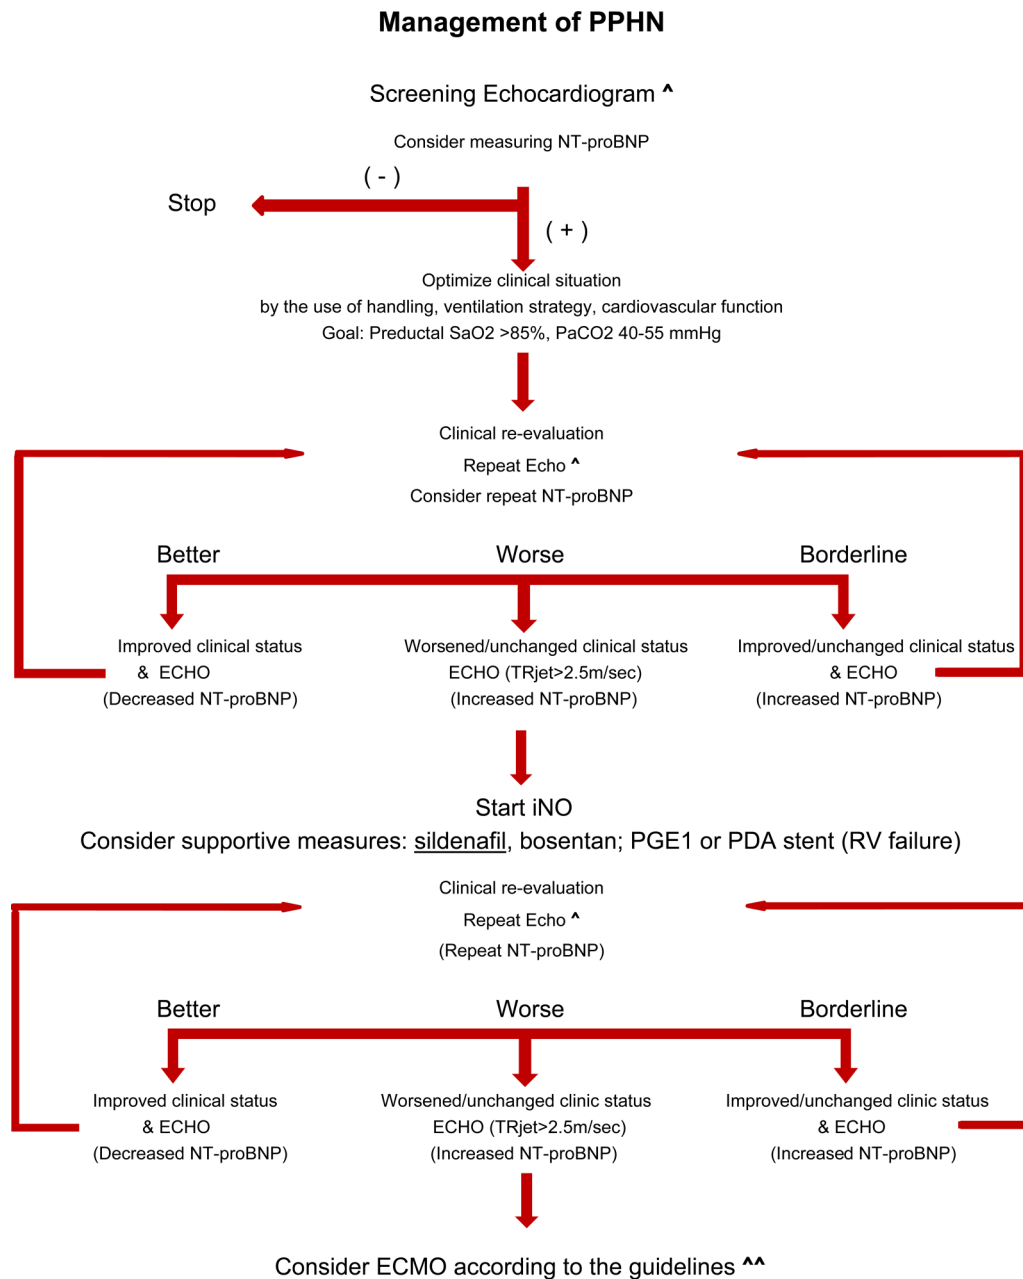 Management of PPHN
Screening Echocardiogram ^
Consider measuring NT-proBNP
( - )
Stop
( + )
Optimize clinical situation
by the use of handling, ventilation strategy, cardiovascular function
Goal: Preductal SaO2 >85%, PaCO2 40-55 mmHg
Clinical re-evaluation
Repeat Echo ^
Consider repeat NT-proBNP
Better
Worse
Borderline
Improved clinical status
& ECHO
(Decreased NT-proBNP)
Worsened/unchanged clinical status
ECHO (TRjet>2.5m/sec)
(Increased NT-proBNP)
Improved/unchanged clinical status
& ECHO
(Increased NT-proBNP)
Start iNO
Consider supportive measures: sildenafil, bosentan; PGE1 or PDA stent (RV failure)
Clinical re-evaluation
Repeat Echo ^
(Repeat NT-proBNP)
Better
Worse
Borderline
Improved clinical status
& ECHO
(Decreased NT-proBNP)
Worsened/unchanged clinic status
ECHO (TRjet>2.5m/sec)
(Increased NT-proBNP)
Improved/unchanged clinic status
& ECHO
(Increased NT-proBNP)
Consider ECMO according to the guidelines ^^